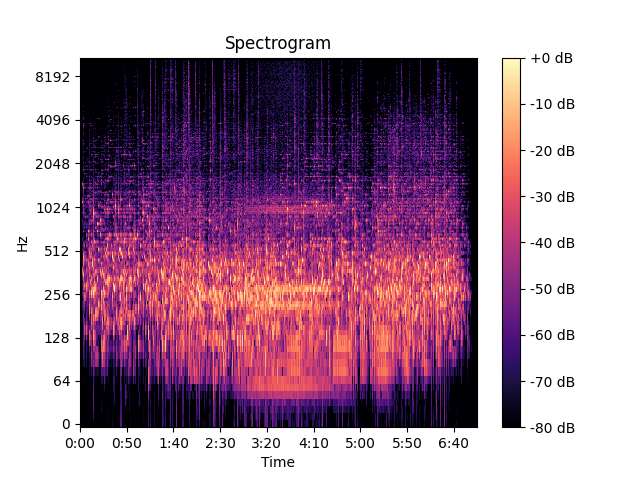 Spectrogram
Hz
8192
4096
2048
1024
512
256
128
64
0
0:00 0:50 1:40 2:30 3:20 4:10 5:00 5:50 6:40
Time
+0 dB
-10 dB
-20 dB
-30 dB
-40 dB
-50 dB
-60 dB
-70 dB
-80 dB